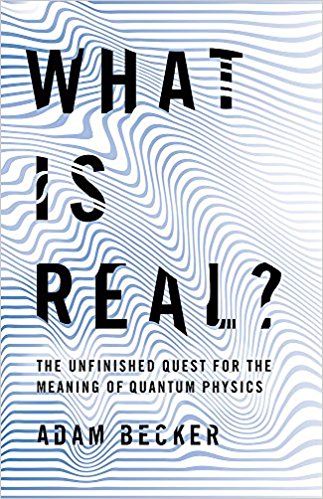 WHAT
IS
REAL?
THE UNFINISHED QUEST FOR THE
MEANING OF QUANTUM PHYSICS
ADAM BECKER